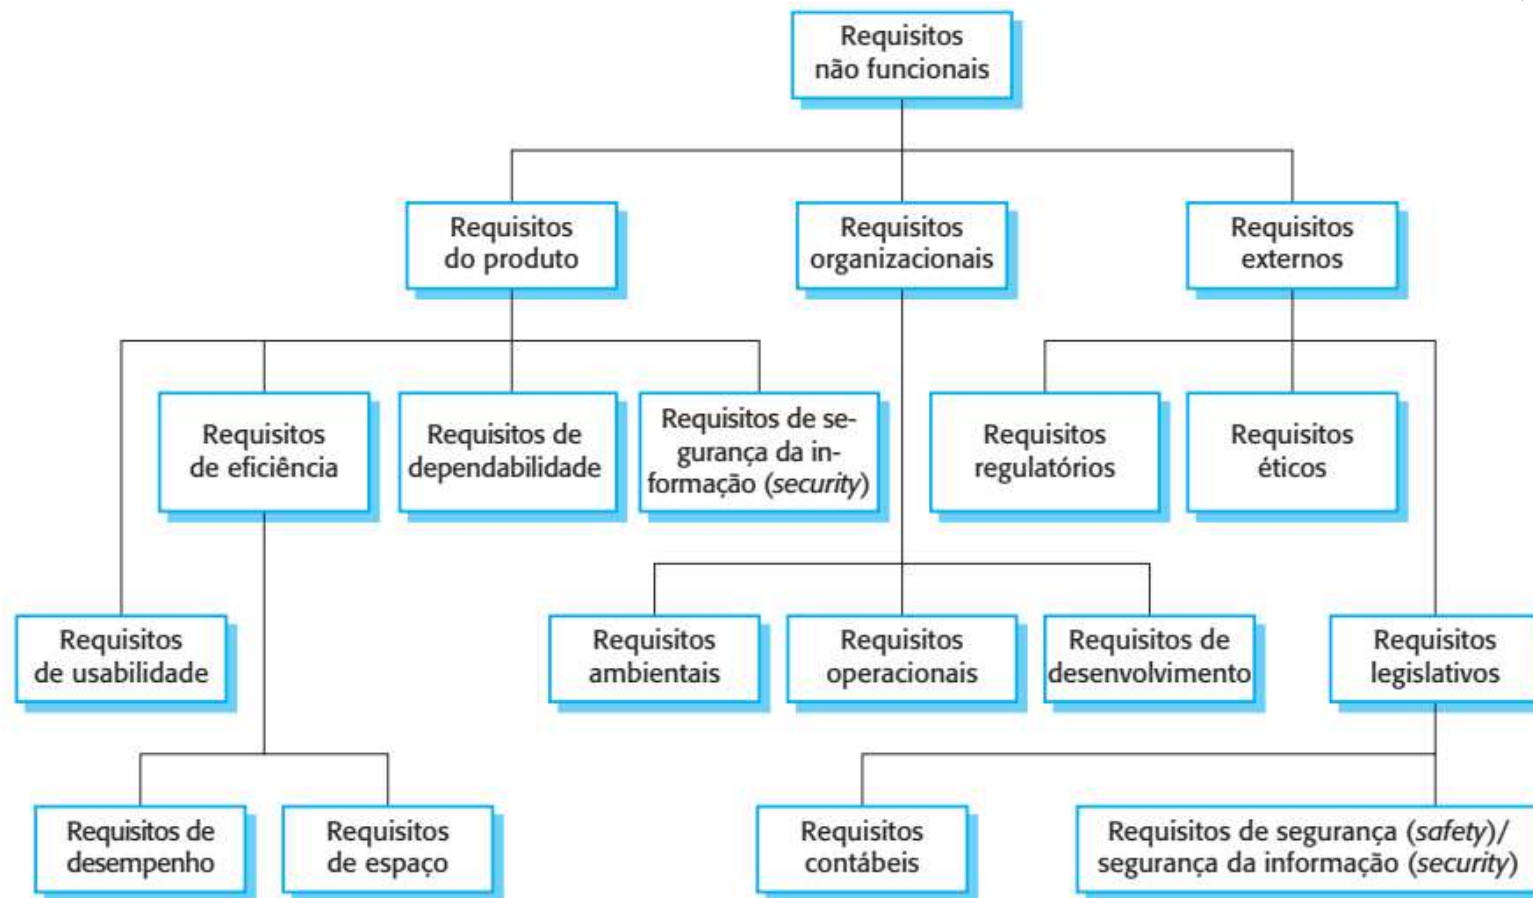 Requisitos
não funcionais
Requisitos
do produto
Requisitos
organizacionais
Requisitos
externos
Requisitos
de eficiência
Requisitos de
dependabilidade
Requisitos de se-
gurança da in-
formação (security)
Requisitos
regulatórios
Requisitos
éticos
Requisitos
de usabilidade
Requisitos
ambientais
Requisitos
operacionais
Requisitos de
desenvolvimento
Requisitos
legislativos
Requisitos de
desempenho
Requisitos
de espaço
Requisitos
contábeis
Requisitos de segurança (safety)/
segurança da informação (security)